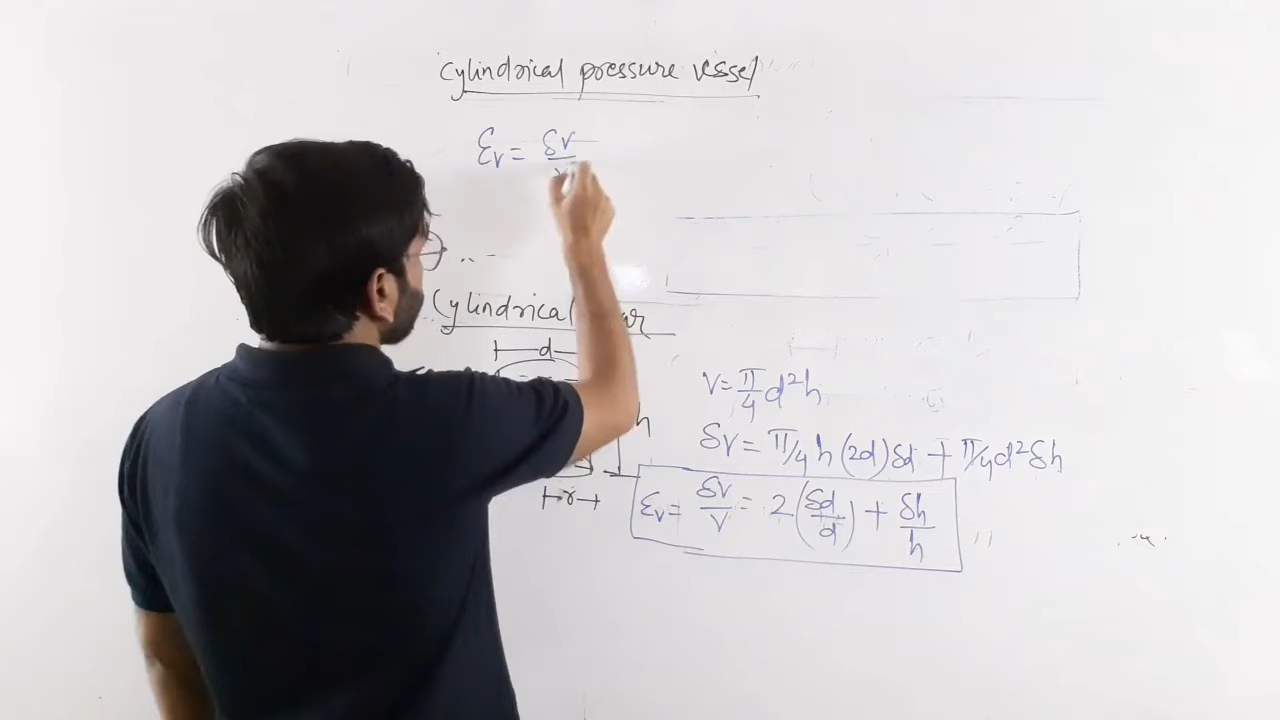 Cylindrical pressure vessel
εᵥ = δV/V
Cylindrical
d
h
r
V = π/4 d²h
δV = π/4 h (2d) δd + π/4 d² δh
εᵥ = δV/V = 2 (δd/d) + δh/h